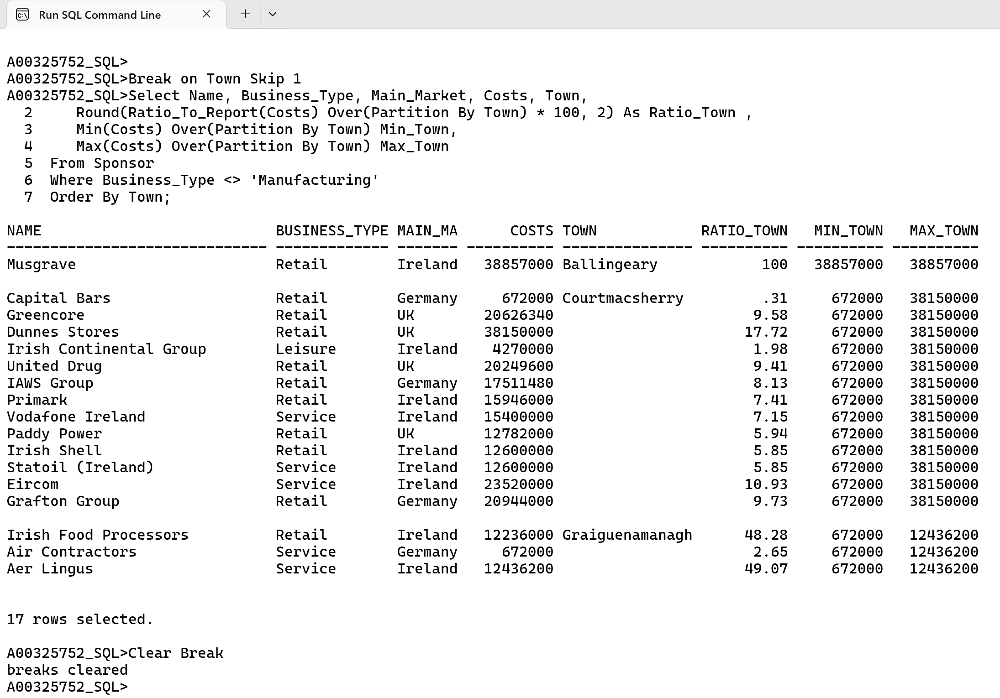 Run SQL Command Line
A00325752_SQL>
A00325752_SQL>Break on Town Skip 1
A00325752_SQL>Select Name, Business_Type, Main_Market, Costs, Town,
  2     Round(Ratio_To_Report(Costs) Over(Partition By Town) * 100, 2) As Ratio_Town ,
  3     Min(Costs) Over(Partition By Town) Min_Town,
  4     Max(Costs) Over(Partition By Town) Max_Town
  5  From Sponsor
  6  Where Business_Type <> 'Manufacturing'
  7  Order By Town;
NAME                           BUSINESS_TYPE MAIN_MA      COSTS TOWN            RATIO_TOWN   MIN_TOWN   MAX_TOWN
------------------------------ ------------- ------- ---------- --------------- ---------- ---------- ----------
Musgrave                       Retail        Ireland   38857000 Ballingeary            100   38857000   38857000
Capital Bars                   Retail        Germany     672000 Courtmacsherry         .31     672000   38150000
Greencore                      Retail        UK        20626340                       9.58     672000   38150000
Dunnes Stores                  Retail        UK        38150000                      17.72     672000   38150000
Irish Continental Group        Leisure       Ireland    4270000                       1.98     672000   38150000
United Drug                    Retail        UK        20249600                       9.41     672000   38150000
IAWS Group                     Retail        Germany   17511480                       8.13     672000   38150000
Primark                        Retail        Ireland   15946000                       7.41     672000   38150000
Vodafone Ireland               Service       Ireland   15400000                       7.15     672000   38150000
Paddy Power                    Retail        UK        12782000                       5.94     672000   38150000
Irish Shell                    Retail        Ireland   12600000                       5.85     672000   38150000
Statoil (Ireland)              Service       Ireland   12600000                       5.85     672000   38150000
Eircom                         Service       Ireland   23520000                      10.93     672000   38150000
Grafton Group                  Retail        Germany   20944000                       9.73     672000   38150000
Irish Food Processors          Retail        Ireland   12236000 Graiguenamanagh      48.28     672000   12436200
Air Contractors                Service       Germany     672000                       2.65     672000   12436200
Aer Lingus                     Service       Ireland   12436200                      49.07     672000   12436200
17 rows selected.
A00325752_SQL>Clear Break
breaks cleared
A00325752_SQL>